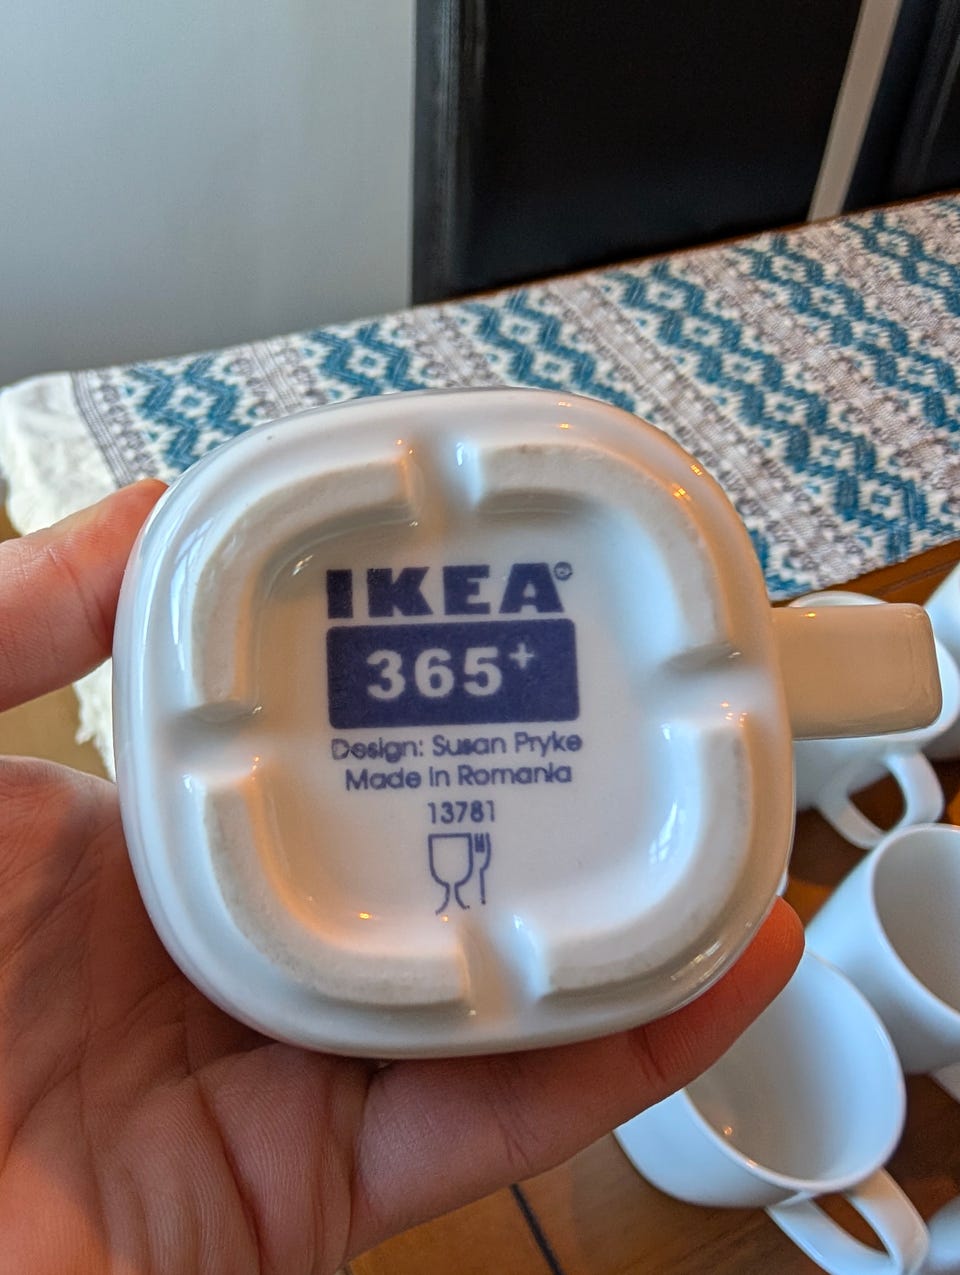 IKEA®
365+
Design: Susan Pryke
Made in Romania
13781